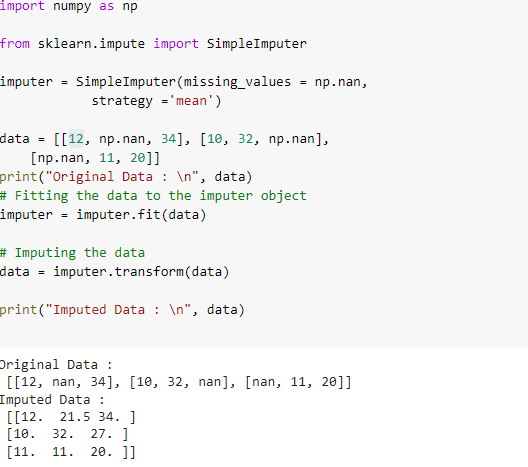 import numpy as np
from sklearn.impute import SimpleImputer
imputer = SimpleImputer(missing_values = np.nan,
strategy ='mean')
data = [[12, np.nan, 34], [10, 32, np.nan],
[np.nan, 11, 20]]
print("Original Data : \n", data)
# Fitting the data to the imputer object
imputer = imputer.fit(data)
# Imputing the data
data = imputer.transform(data)
print("Imputed Data : \n", data)
Original Data :
[[12, nan, 34], [10, 32, nan], [nan, 11, 20]]
Imputed Data :
[[12.  21.5 34. ]
[10.  32.  27. ]
[11.  11.  20. ]]